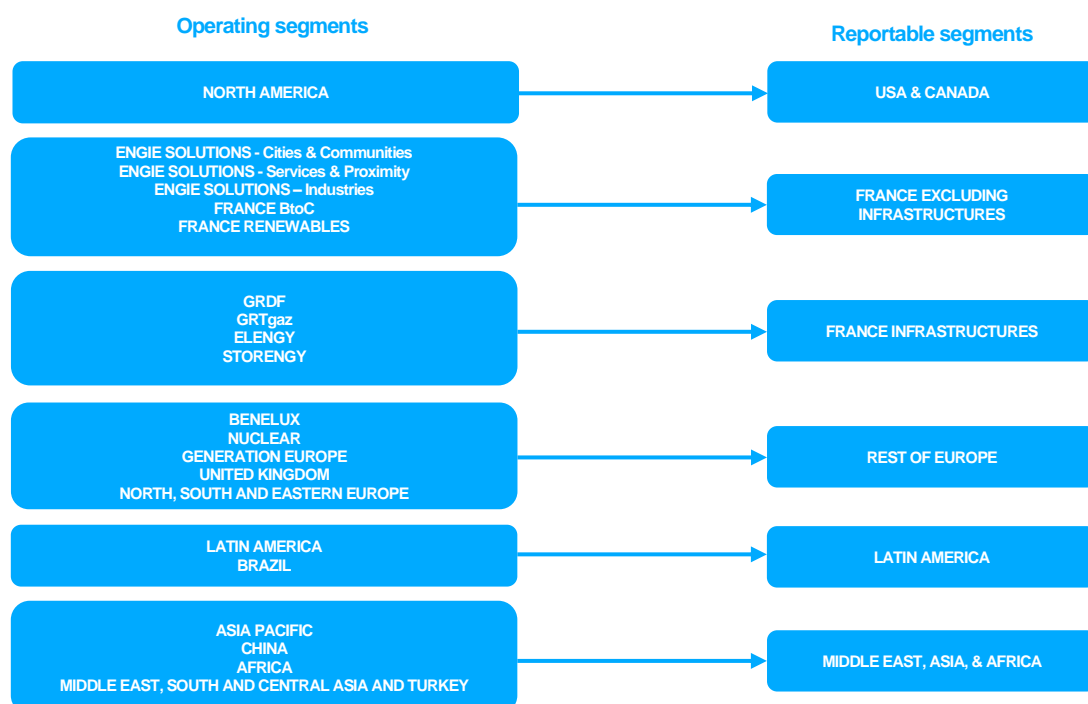 Operating segments
Reportable segments
NORTH AMERICA
USA & CANADA
ENGIE SOLUTIONS - Cities & Communities
ENGIE SOLUTIONS - Services & Proximity
ENGIE SOLUTIONS – Industries
FRANCE BtoC
FRANCE RENEWABLES
FRANCE EXCLUDING
INFRASTRUCTURES
GRDF
GRTgaz
ELENGY
STORENGY
FRANCE INFRASTRUCTURES
BENELUX
NUCLEAR
GENERATION EUROPE
UNITED KINGDOM
NORTH, SOUTH AND EASTERN EUROPE
REST OF EUROPE
LATIN AMERICA
BRAZIL
LATIN AMERICA
ASIA PACIFIC
CHINA
AFRICA
MIDDLE EAST, SOUTH AND CENTRAL ASIA AND TURKEY
MIDDLE EAST, ASIA, & AFRICA